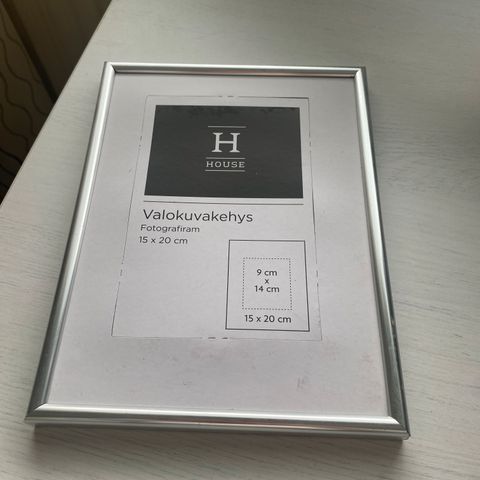 H
HOUSE
Valokuvakehys
Fotografiram
15 x 20 cm
9 cm
x
14 cm
15 x 20 cm